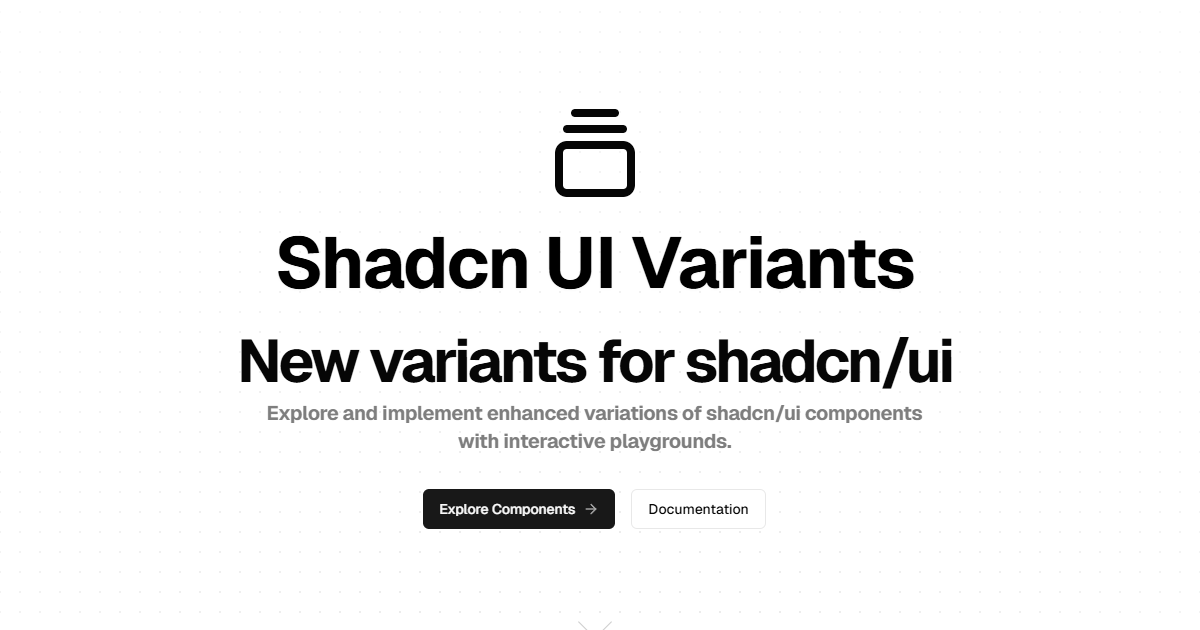 Shadcn UI Variants
New variants for shadcn/ui
Explore and implement enhanced variations of shadcn/ui components
with interactive playgrounds.
Explore Components
Documentation